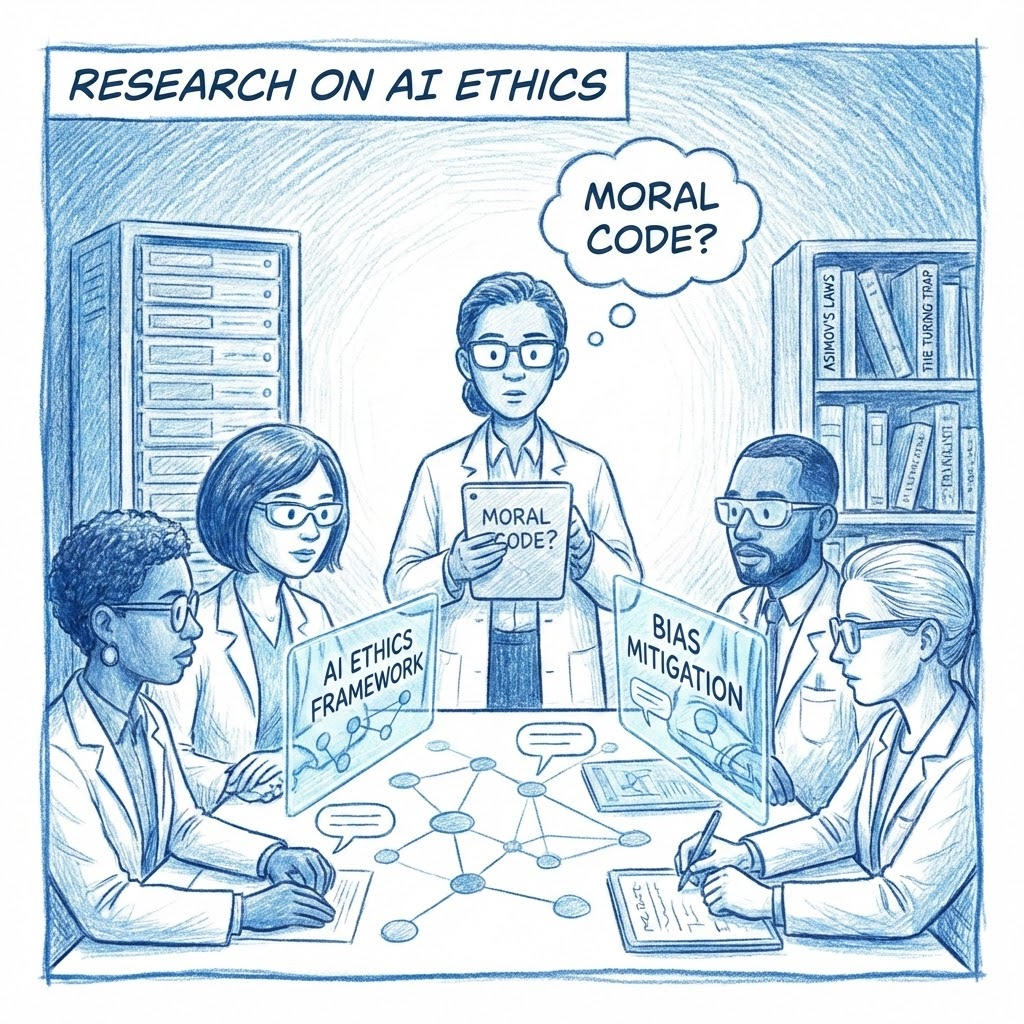 RESEARCH ON AI ETHICS
MORAL
CODE?
ASIMOV'S LAWS
THE TURING TRAP
MORAL
CODE?
AI ETHICS
FRAMEWORK
BIAS
MITIGATION